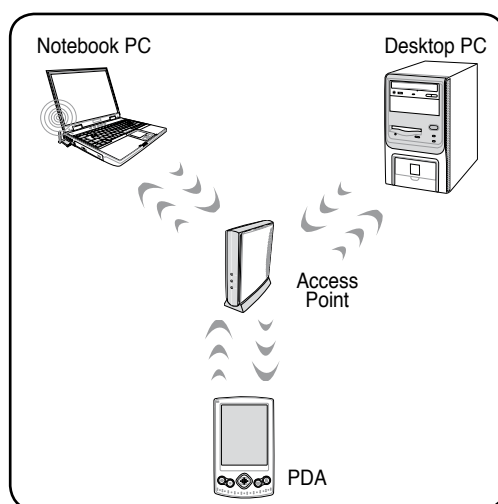 Notebook PC
Desktop PC
Access
Point
PDA